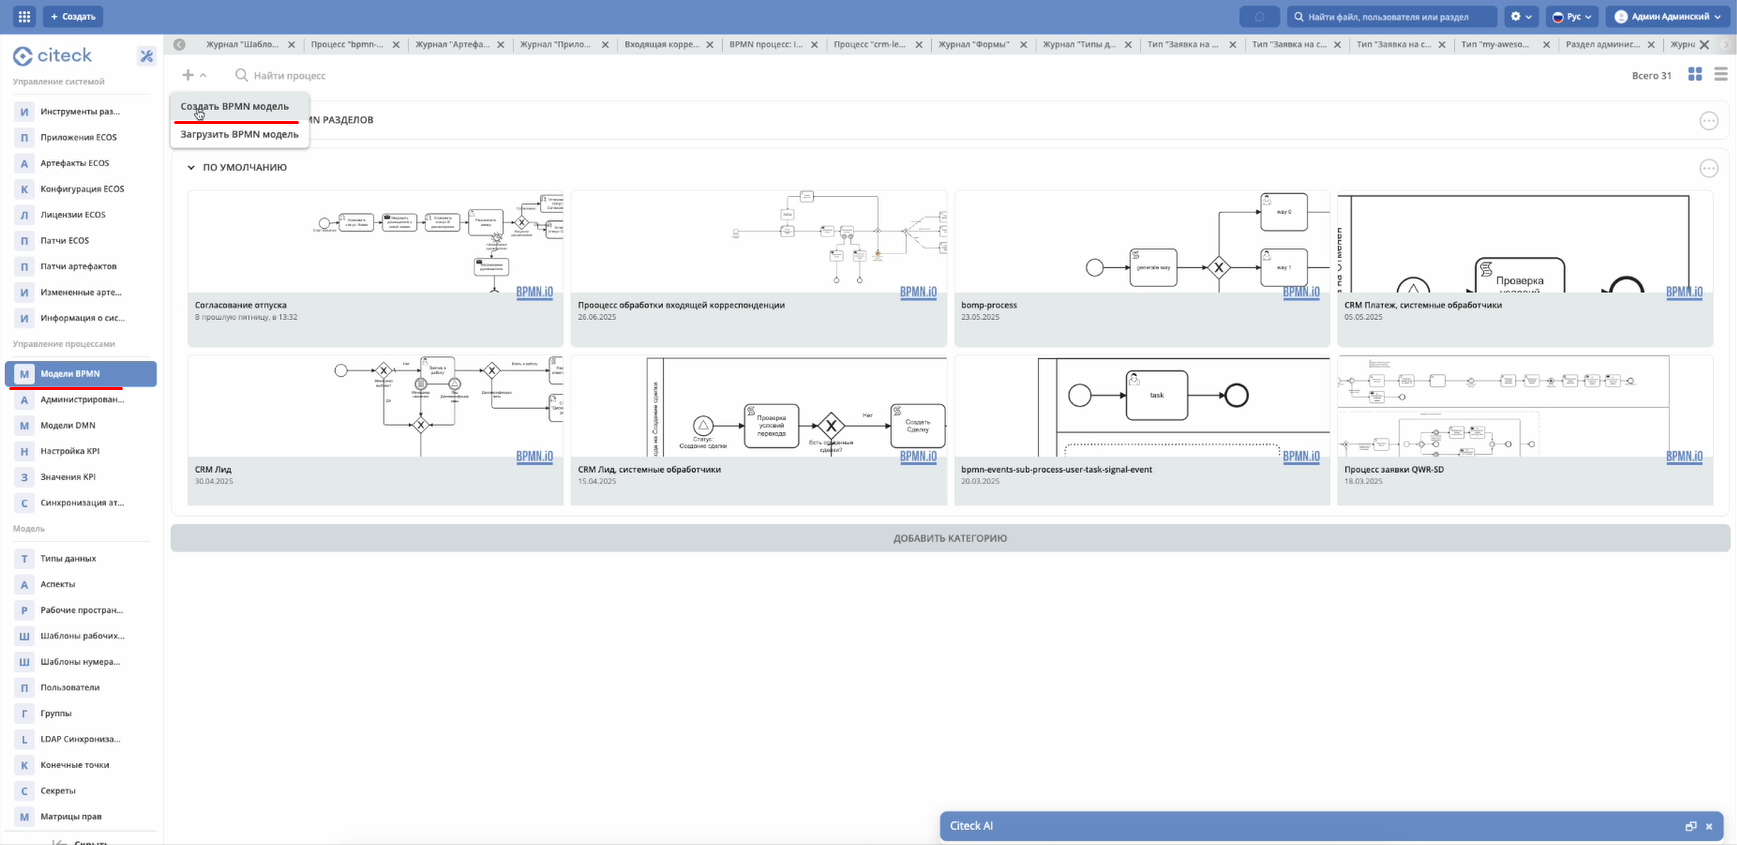 + Создать
Найти файл, пользователя или раздел
Рус
Админ Админский
citeck
Журнал "Шабло...
Процесс "bpmn-...
Журнал "Артефа...
Журнал "Прило...
Входящая корре...
BPMN процесс:
Процесс "crm-le...
Журнал "Формы"
Журнал "Типы д...
Тип "Заявка на ...
Тип "Заявка на с...
Тип "Заявка на с...
Тип "my-aweso...
Раздел админис...
Найти процесс
Всего 31
Создать BPMN модель
Загрузить BPMN модель
РАЗДЕЛОВ
ПО УМОЛЧАНИЮ
Управление системой
И Инструменты раз...
П Приложения ECOS
А Артефакты ECOS
К Конфигурация ECOS
Л Лицензии ECOS
П Патчи ECOS
П Патчи артефактов
И Измененные арте...
И Информация о сис...
Управление процессами
М Модели BPMN
А Администрирован...
М Модели DMN
Н Настройка KPI
З Значения KPI
С Синхронизация ат...
Модель
Т Типы данных
А Аспекты
Р Рабочие простран...
Ш Шаблоны рабочих...
Ш Шаблоны нумера...
П Пользователи
Г Группы
L LDAP Синхрониза...
К Конечные точки
С Секреты
М Матрицы прав
BPMN.iO
Согласование отпуска
В прошлую пятницу, в 13:32
BPMN.iO
Прооцесс обработки входящей корреспонденции
26.06.2025
generate way
way 0
way 1
BPMN.iO
bomp-process
23.05.2025
Проверка
BPMN.iO
CRM Платеж, системные обработчики
05.05.2025
BPMN.iO
CRM Лид
30.04.2025
Статус:
Создание сделки
Проверка
условий
перехода
Нет
Создать
Сделку
BPMN.iO
CRM Лид, системные обработчики
15.04.2025
task
BPMN.iO
bpmn-events-sub-process-user-task-signal-event
20.03.2025
BPMN.iO
Процесс заявки QWR-SD
18.03.2025
ДОБАВИТЬ КАТЕГОРИЮ
Citeck AI